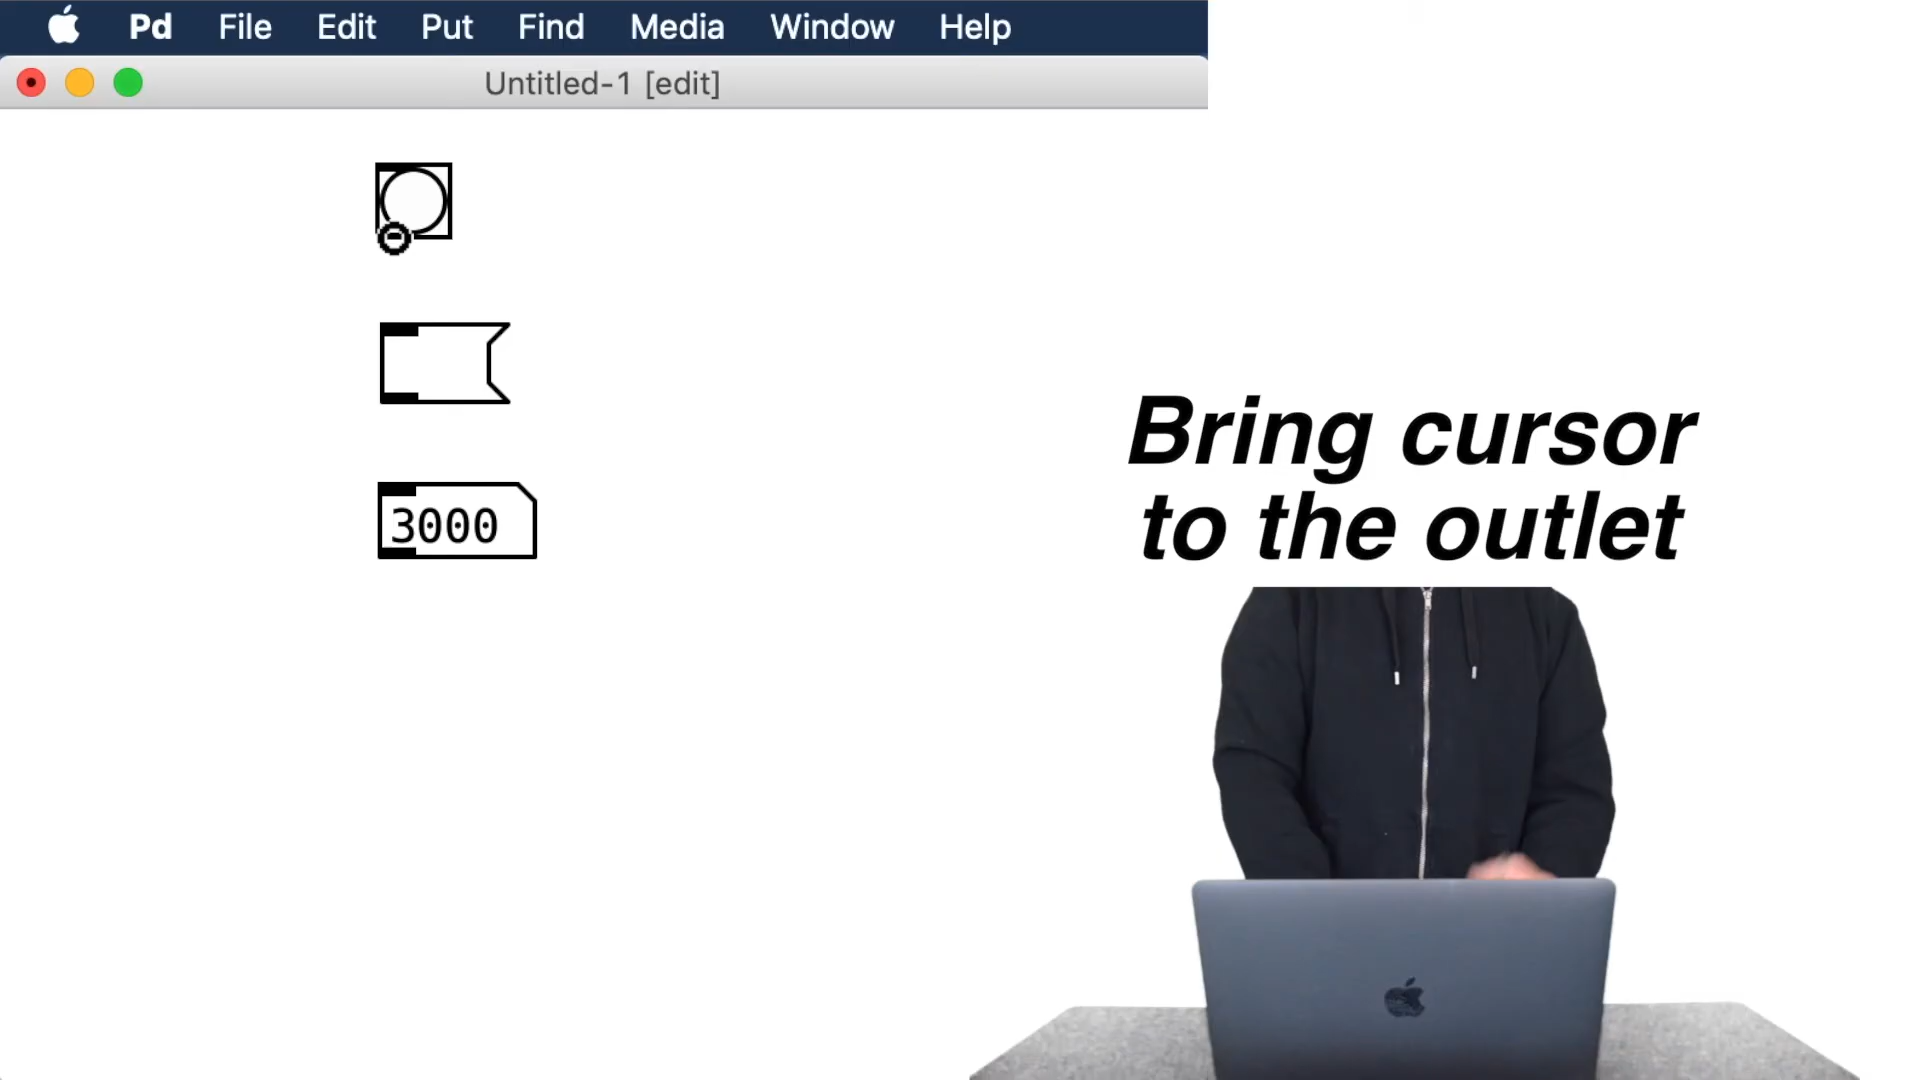 Pd File Edit Put Find Media Window Help
Untitled-1 [edit]
3000
Bring cursor
to the outlet